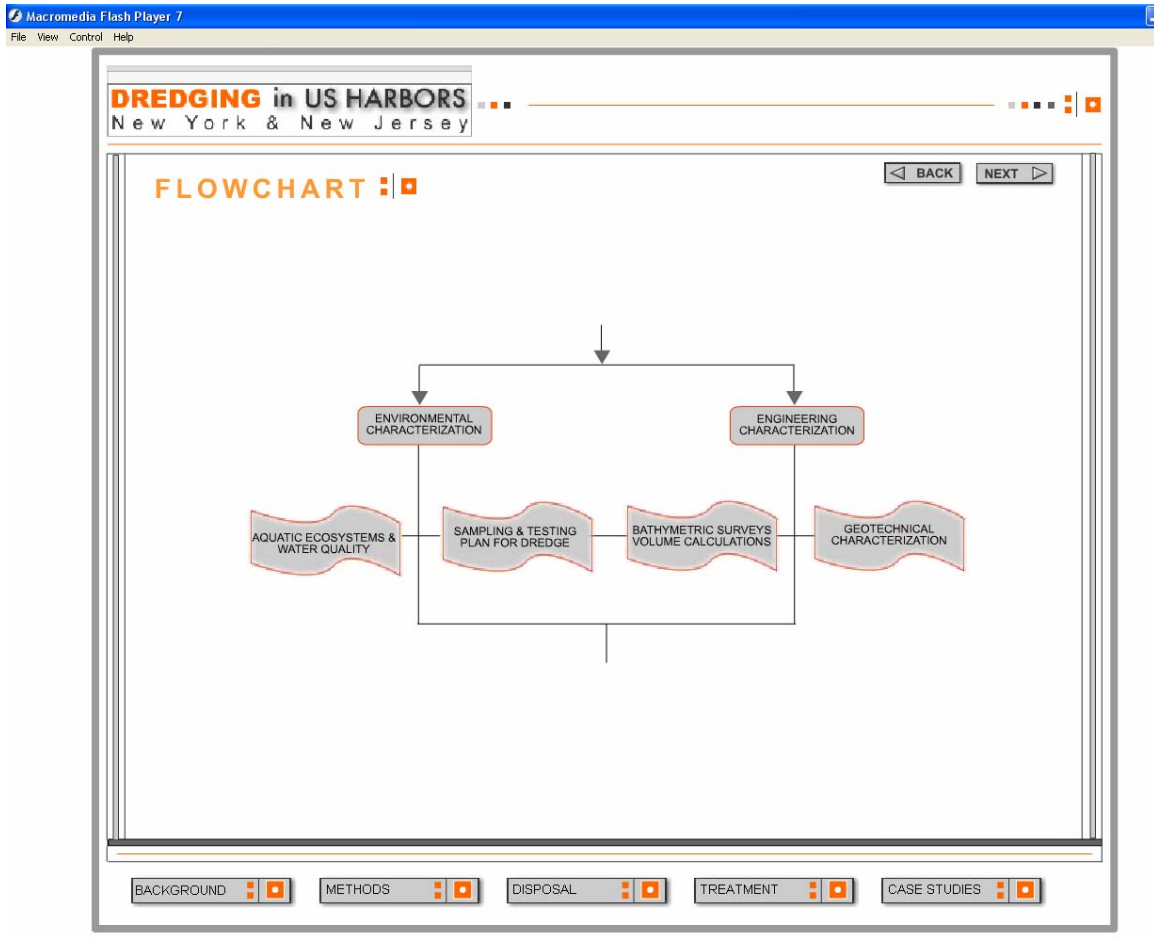 Macromedia Flash Player 7
File View Control Help
DREDGING in US HARBORS
New York & New Jersey
FLOWCHART
BACK
NEXT
ENVIRONMENTAL
CHARACTERIZATION
ENGINEERING
CHARACTERIZATION
AQUATIC ECOSYSTEMS &
WATER QUALITY
SAMPLING & TESTING
PLAN FOR DREDGE
BATHYMETRIC SURVEYS
VOLUME CALCULATIONS
GEOTECHNICAL
CHARACTERIZATION
BACKGROUND
METHODS
DISPOSAL
TREATMENT
CASE STUDIES